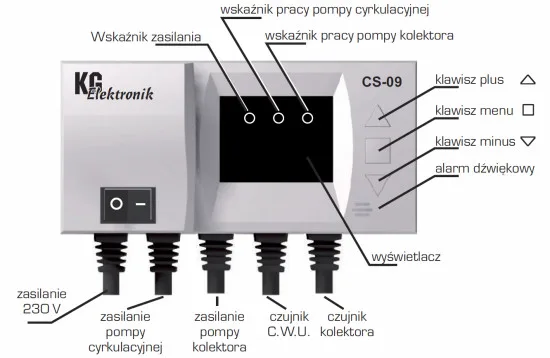 wskaźnik pracy pompy cyrkulacyjnej
Wskaźnik zasilania
wskaźnik pracy pompy kolektora
KG
Elektronik
CS-09
klawisz plus
klawisz menu
klawisz minus
alarm dźwiękowy
wyświetlacz
zasilanie
230 V
zasilanie
pompy
cyrkulacyjnej
zasilanie
pompy
kolektora
czujnik
C.W.U.
czujnik
kolektora